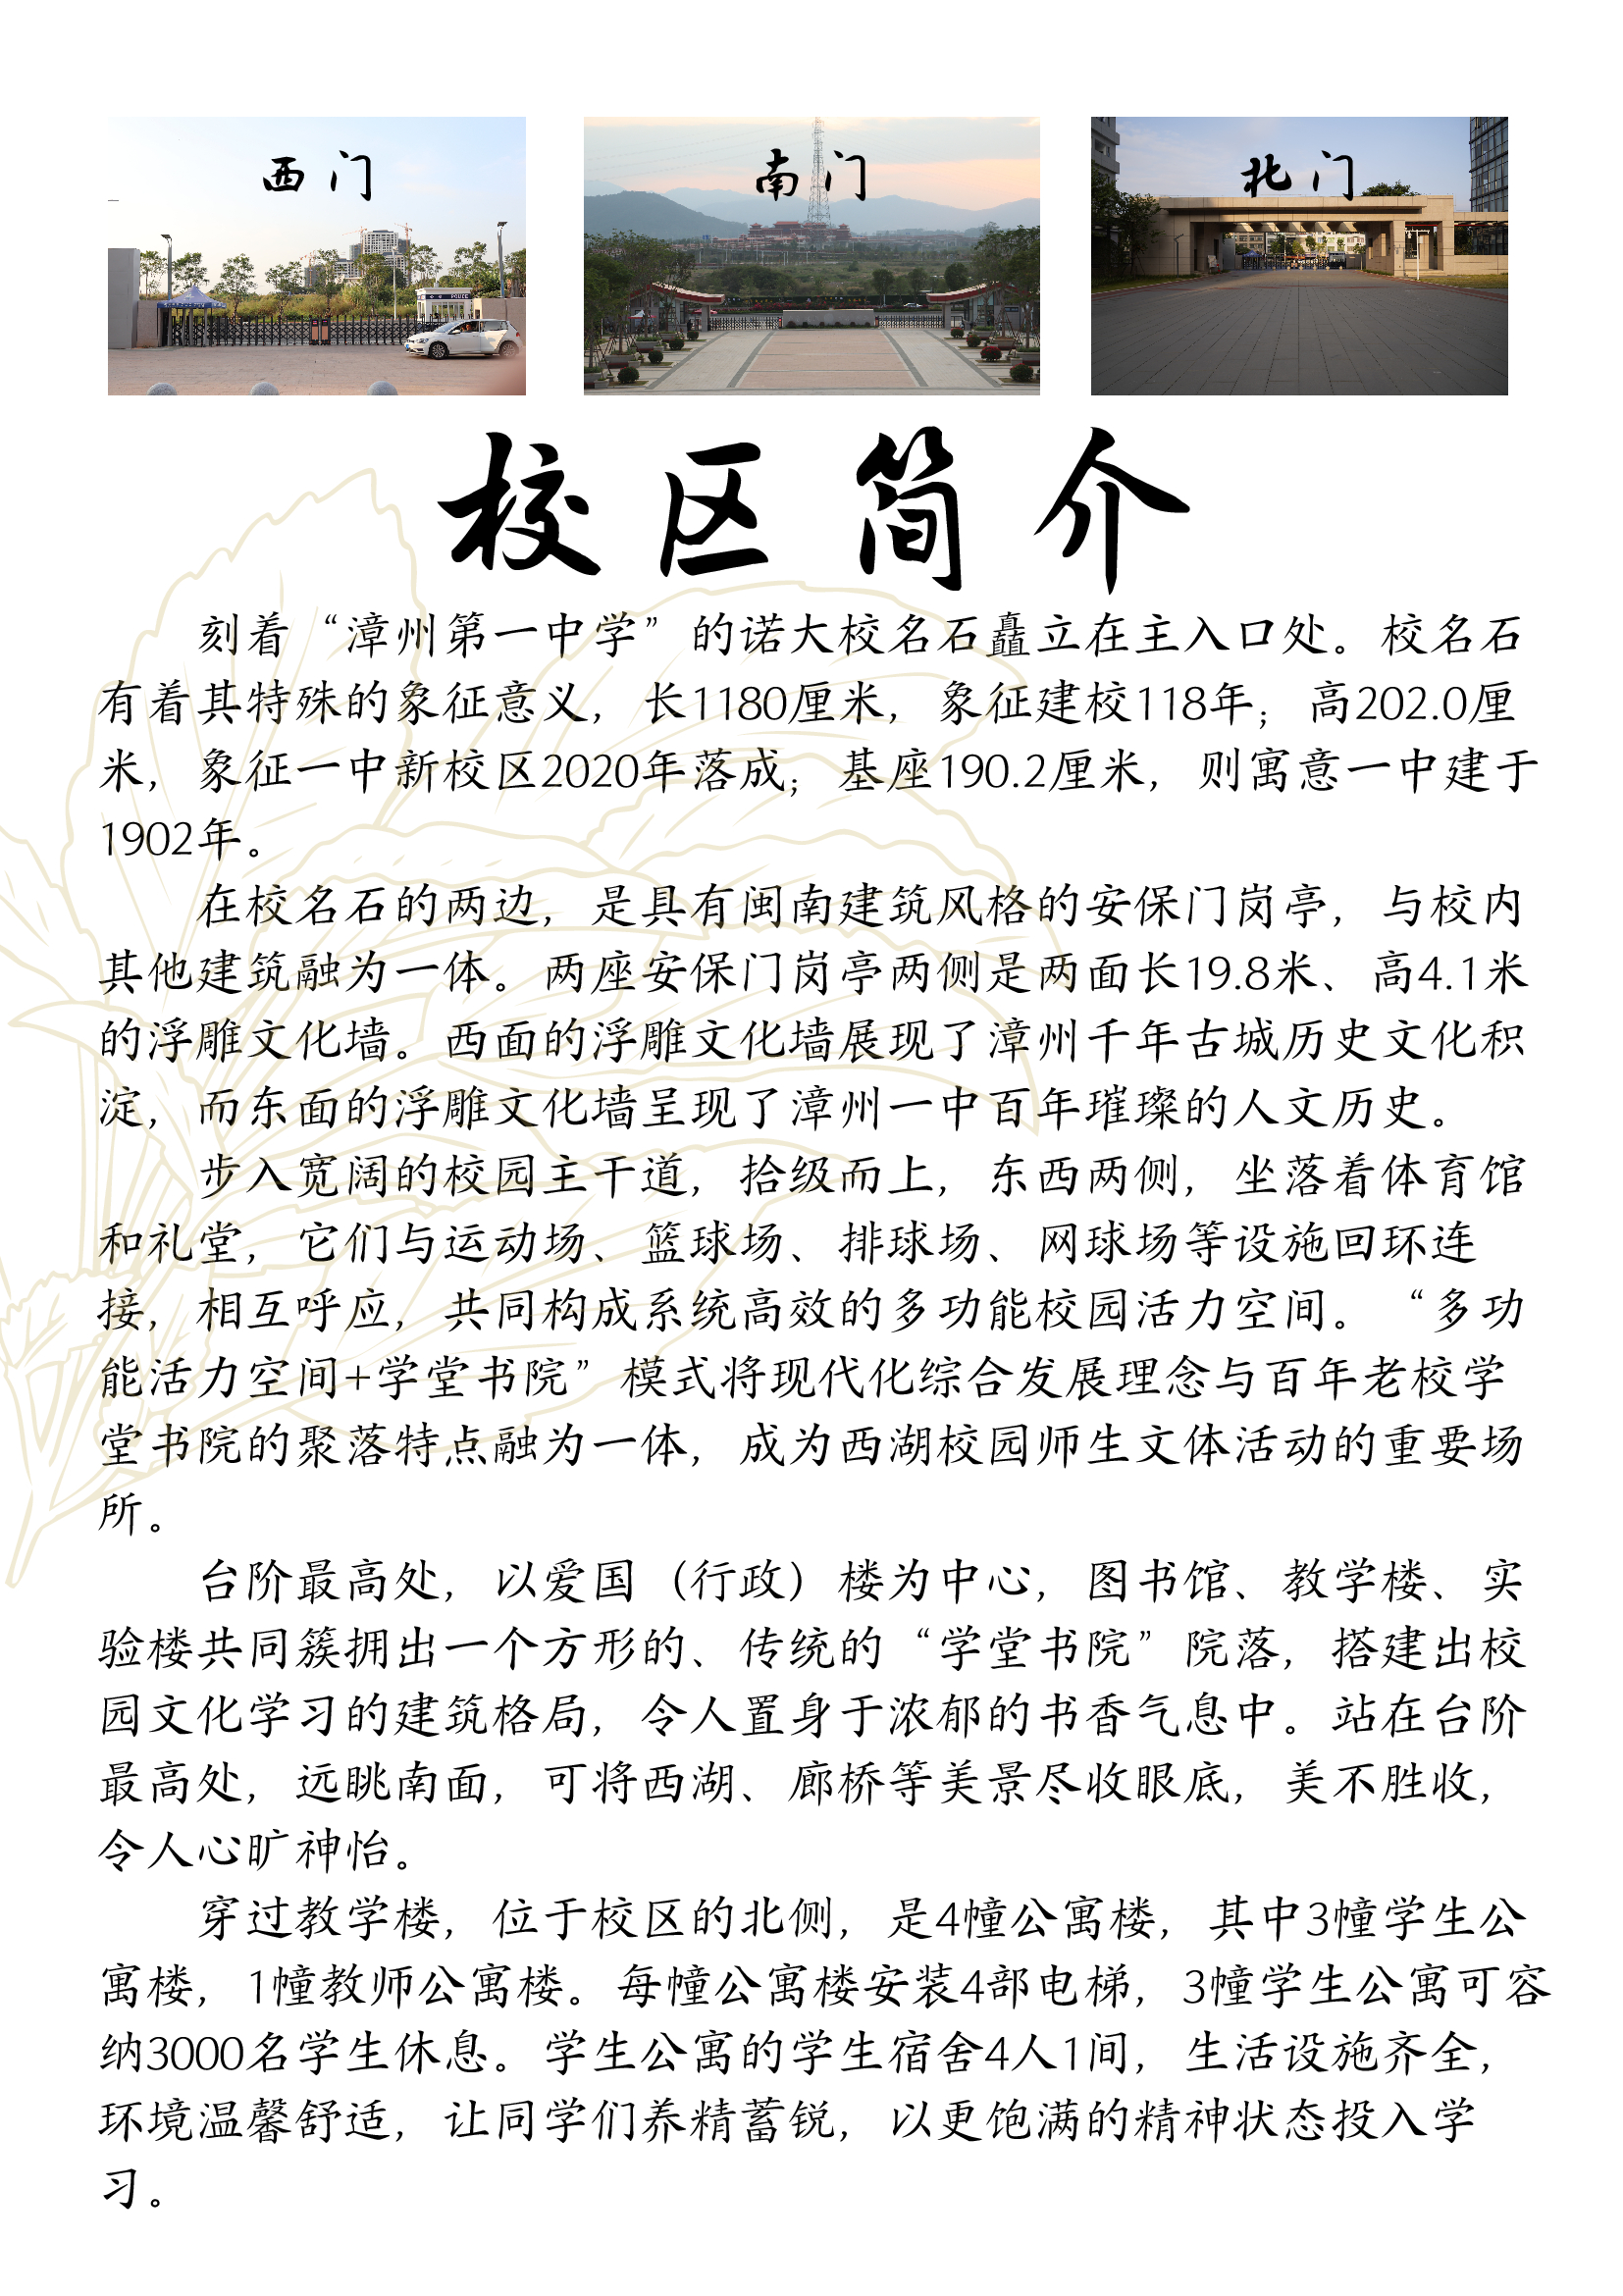 西门
南门
北门
校区简介
刻着“漳州第一中学”的诺大校名石矗立在主入口处。校名石
有着其特殊的象征意义，长1180厘米，象征建校118年；高202.0厘
米，象征一中新校区2020年落成；基座190.2厘米，则寓意一中建于
1902年。
在校名石的两边，是具有闽南建筑风格的安保门岗亭，与校内
其他建筑融为一体。两座安保门岗亭两侧是两面长19.8米、高4.1米
的浮雕文化墙。西面的浮雕文化墙展现了漳州千年古城历史文化积
淀，而东面的浮雕文化墙呈现了漳州一中百年璀璨的人文历史。
步入宽阔的校园主干道，拾级而上，东西两侧，坐落着体育馆
和礼堂，它们与运动场、篮球场、排球场、网球场等设施回环连
接，相互呼应，共同构成系统高效的多功能校园活力空间。“多功
能活力空间+学堂书院”模式将现代化综合发展理念与百年老校学
堂书院的聚落特点融为一体，成为西湖校园师生文体活动的重要场
所。
台阶最高处，以爱国（行政）楼为中心，图书馆、教学楼、实
验楼共同簇拥出一个方形的、传统的“学堂书院”院落，搭建出校
园文化学习的建筑格局，令人置身于浓郁的书香气息中。站在台阶
最高处，远眺南面，可将西湖、廊桥等美景尽收眼底，美不胜收，
令人心旷神怡。
穿过教学楼，位于校区的北侧，是4幢公寓楼，其中3幢学生公
寓楼，1幢教师公寓楼。每幢公寓楼安装4部电梯，3幢学生公寓可容
纳3000名学生休息。学生公寓的学生宿舍4人1间，生活设施齐全，
环境温馨舒适，让同学们养精蓄锐，以更饱满的精神状态投入学
习。